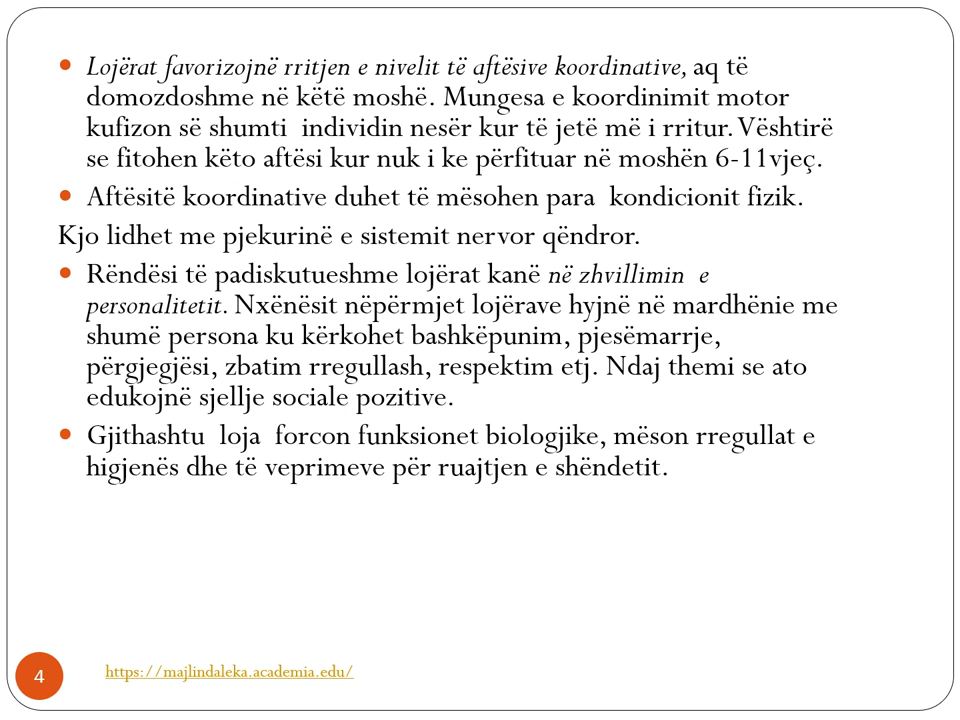 Lojërat favorizojnë rritjen e nivelit të aftësive koordinative, aq të
domozdoshme në këtë moshë. Mungesa e koordinimit motor
kufizon së shumti individin nesër kur të jetë më i rritur. Vështirë
se fitohen këto aftësi kur nuk i ke përfituar në moshën 6-11vjeç.
Aftësitë koordinative duhet të mësohen para kondicionit fizik.
Kjo lidhet me pjekurinë e sistemit nervor qëndror.
Rëndësi të padiskutueshme lojërat kanë në zhvillimin e
personalitetit. Nxënësit nëpërmjet lojërave hyjnë në mardhënie me
shumë persona ku kërkohet bashkëpunim, pjesëmarrje,
përgjegjësi, zbatim rregullash, respektim etj. Ndaj themi se ato
edukojnë sjellje sociale pozitive.
Gjithashtu loja forcon funksionet biologjike, mëson rregullat e
higjenës dhe të veprimeve për ruajtjen e shëndetit.
4
https://majlindaleka.academia.edu/